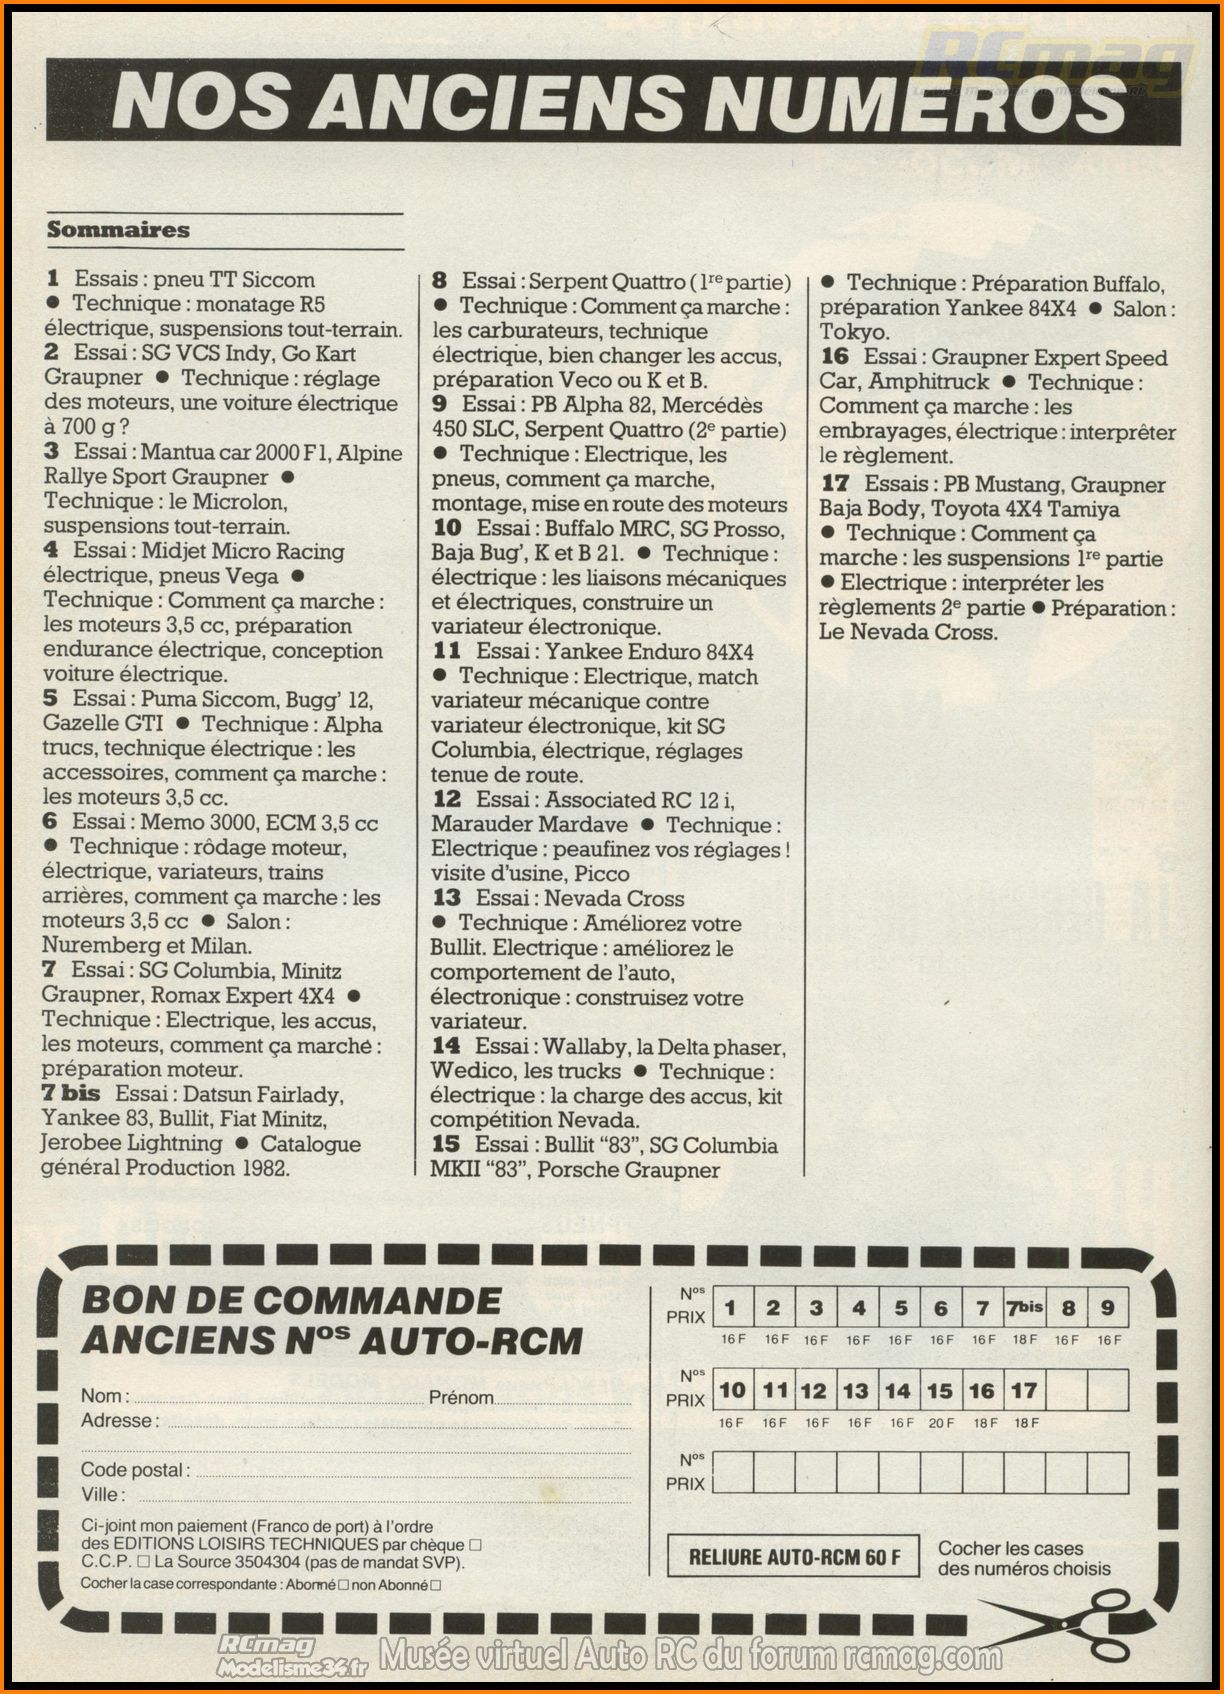 RCmag
NOS ANCIENS NUMEROS
Sommaires
1 Essais : pneu TT Siccom
● Technique : monatage R5
électrique, suspensions tout-terrain.
2 Essai : SG VCS Indy, Go Kart
Graupner ● Technique : réglage
des moteurs, une voiture électrique
à 700 g ?
3 Essai : Mantua car 2000 F1, Alpine
Rallye Sport Graupner ●
Technique : le Microlon,
suspensions tout-terrain.
4 Essai : Midjet Micro Racing
électrique, pneus Vega ●
Technique : Comment ça marche :
les moteurs 3,5 cc, préparation
endurance électrique, conception
voiture électrique.
5 Essai : Puma Siccom, Bugg' 12,
Gazelle GTI ● Technique : Alpha
trucs, technique électrique : les
accessoires, comment ça marche :
les moteurs 3,5 cc.
6 Essai : Memo 3000, ECM 3,5 cc
● Technique : rôdage moteur,
électrique, variateurs, trains
arrières, comment ça marche : les
moteurs 3,5 cc ● Salon :
Nuremberg et Milan.
7 Essai : SG Columbia, Minitz
Graupner, Romax Expert 4X4 ●
Technique : Electrique, les accus,
les moteurs, comment ça marché :
préparation moteur.
7 bis Essai : Datsun Fairlady,
Yankee 83, Bullit, Fiat Minitz,
Jerobee Lightning ● Catalogue
général Production 1982.
8 Essai : Serpent Quattro (1re partie)
● Technique : Comment ça marche :
les carburateurs, technique
électrique, bien changer les accus,
préparation Veco ou K et B.
9 Essai : PB Alpha 82, Mercédès
450 SLC, Serpent Quattro (2e partie)
● Technique : Electrique, les
pneus, comment ça marche,
montage, mise en route des moteurs
10 Essai : Buffalo MRC, SG Prosso,
Baja Bug', K et B 21. ● Technique :
électrique : les liaisons mécaniques
et électriques, construire un
variateur électronique.
11 Essai : Yankee Enduro 84X4
● Technique : Electrique, match
variateur mécanique contre
variateur électronique, kit SG
Columbia, électrique, réglages
tenue de route.
12 Essai : Associated RC 12 i,
Marauder Mardave ● Technique :
Electrique : peaufinez vos réglages !
visite d'usine, Picco
13 Essai : Nevada Cross
● Technique : Améliorez votre
Bullit. Electrique : améliorez le
comportement de l'auto,
électronique : construisez votre
variateur.
14 Essai : Wallaby, la Delta phaser,
Wedico, les trucks ● Technique :
électrique : la charge des accus, kit
compétition Nevada.
15 Essai : Bullit "83", SG Columbia
MKII "83", Porsche Graupner
● Technique : Préparation Buffalo,
préparation Yankee 84X4 ● Salon :
Tokyo.
16 Essai : Graupner Expert Speed
Car, Amphitruck ● Technique :
Comment ça marche : les
embrayages, électrique : interprêter
le règlement.
17 Essais : PB Mustang, Graupner
Baja Body, Toyota 4X4 Tamiya
● Technique : Comment ça
marche : les suspensions 1re partie
● Electrique : interpréter les
règlements 2e partie ● Préparation :
Le Nevada Cross.
BON DE COMMANDE
ANCIENS Nos AUTO-RCM
Nom : Prénom
Adresse :
Code postal :
Ville :
Ci-joint mon paiement (Franco de port) à l'ordre
des EDITIONS LOISIRS TECHNIQUES par chèque □
C.C.P. □ La Source 3504304 (pas de mandat SVP).
Cocher la case correspondante : Abonné □ non Abonné □
Nos 1 2 3 4 5 6 7 7bis 8 9
PRIX 16 F 16 F 16 F 16 F 16 F 16 F 16 F 18 F 16 F 16 F
Nos 10 11 12 13 14 15 16 17
PRIX 16 F 16 F 16 F 16 F 16 F 20 F 18 F 18 F
Nos
PRIX
RELIURE AUTO-RCM 60 F
Cocher les cases
des numéros choisis
RCmag
Modelisme34.fr Musée virtuel Auto RC du forum rcmag.com